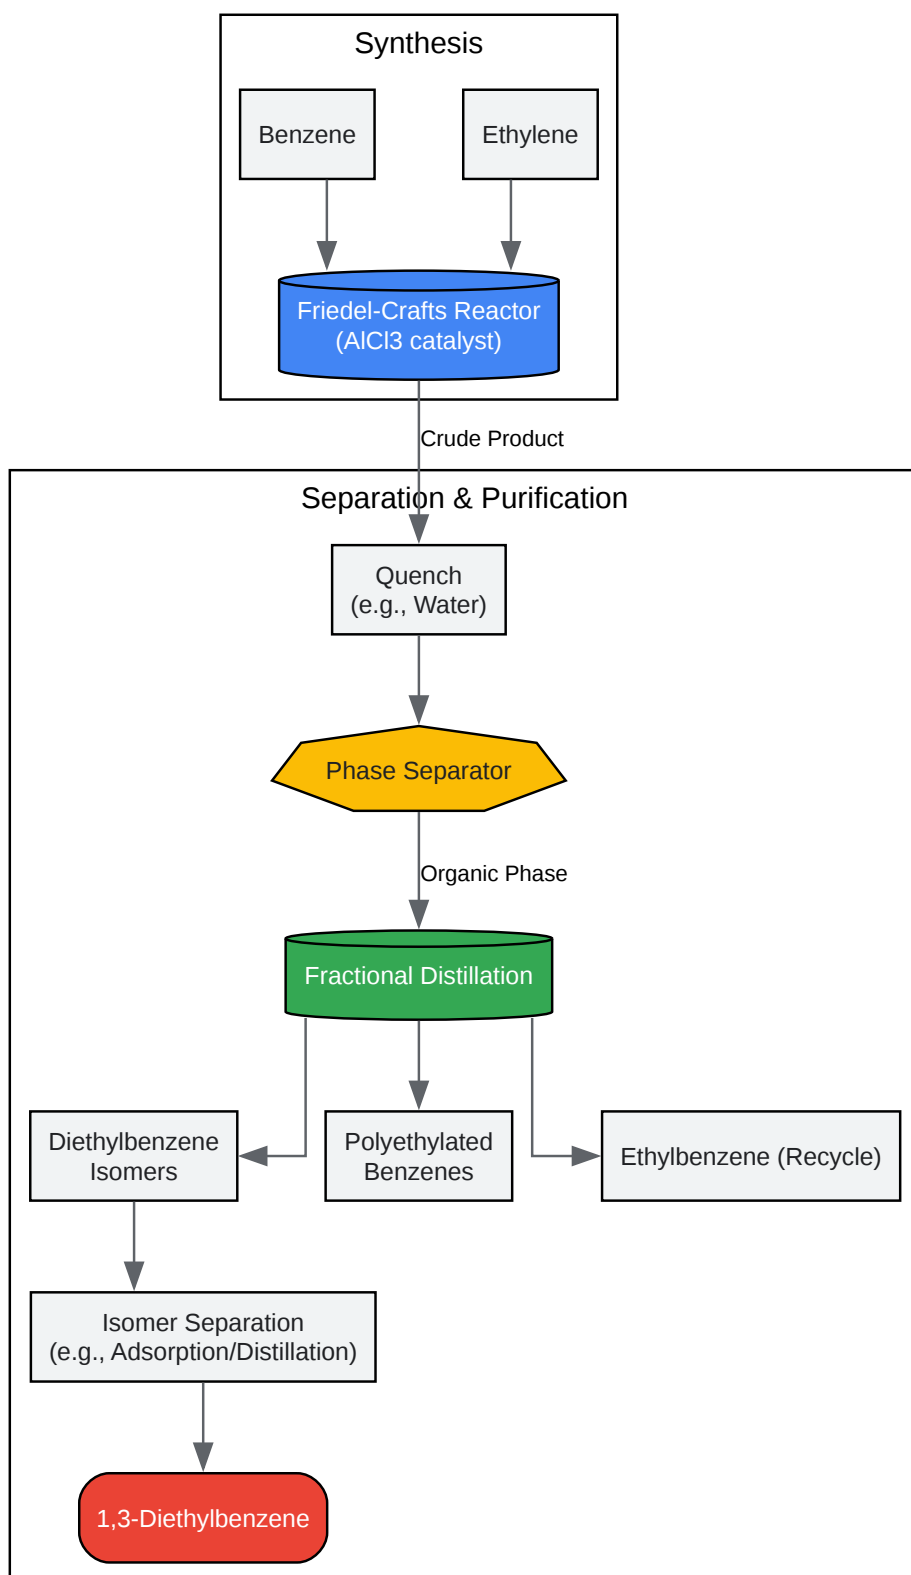 Synthesis
Benzene
Ethylene
Friedel-Crafts Reactor
(AlCl3 catalyst)
Crude Product
Separation & Purification
Quench
(e.g., Water)
Phase Separator
Organic Phase
Fractional Distillation
Diethylbenzene
Isomers
Polyethylated
Benzenes
Ethylbenzene (Recycle)
Isomer Separation
(e.g., Adsorption/Distillation)
1,3-Diethylbenzene